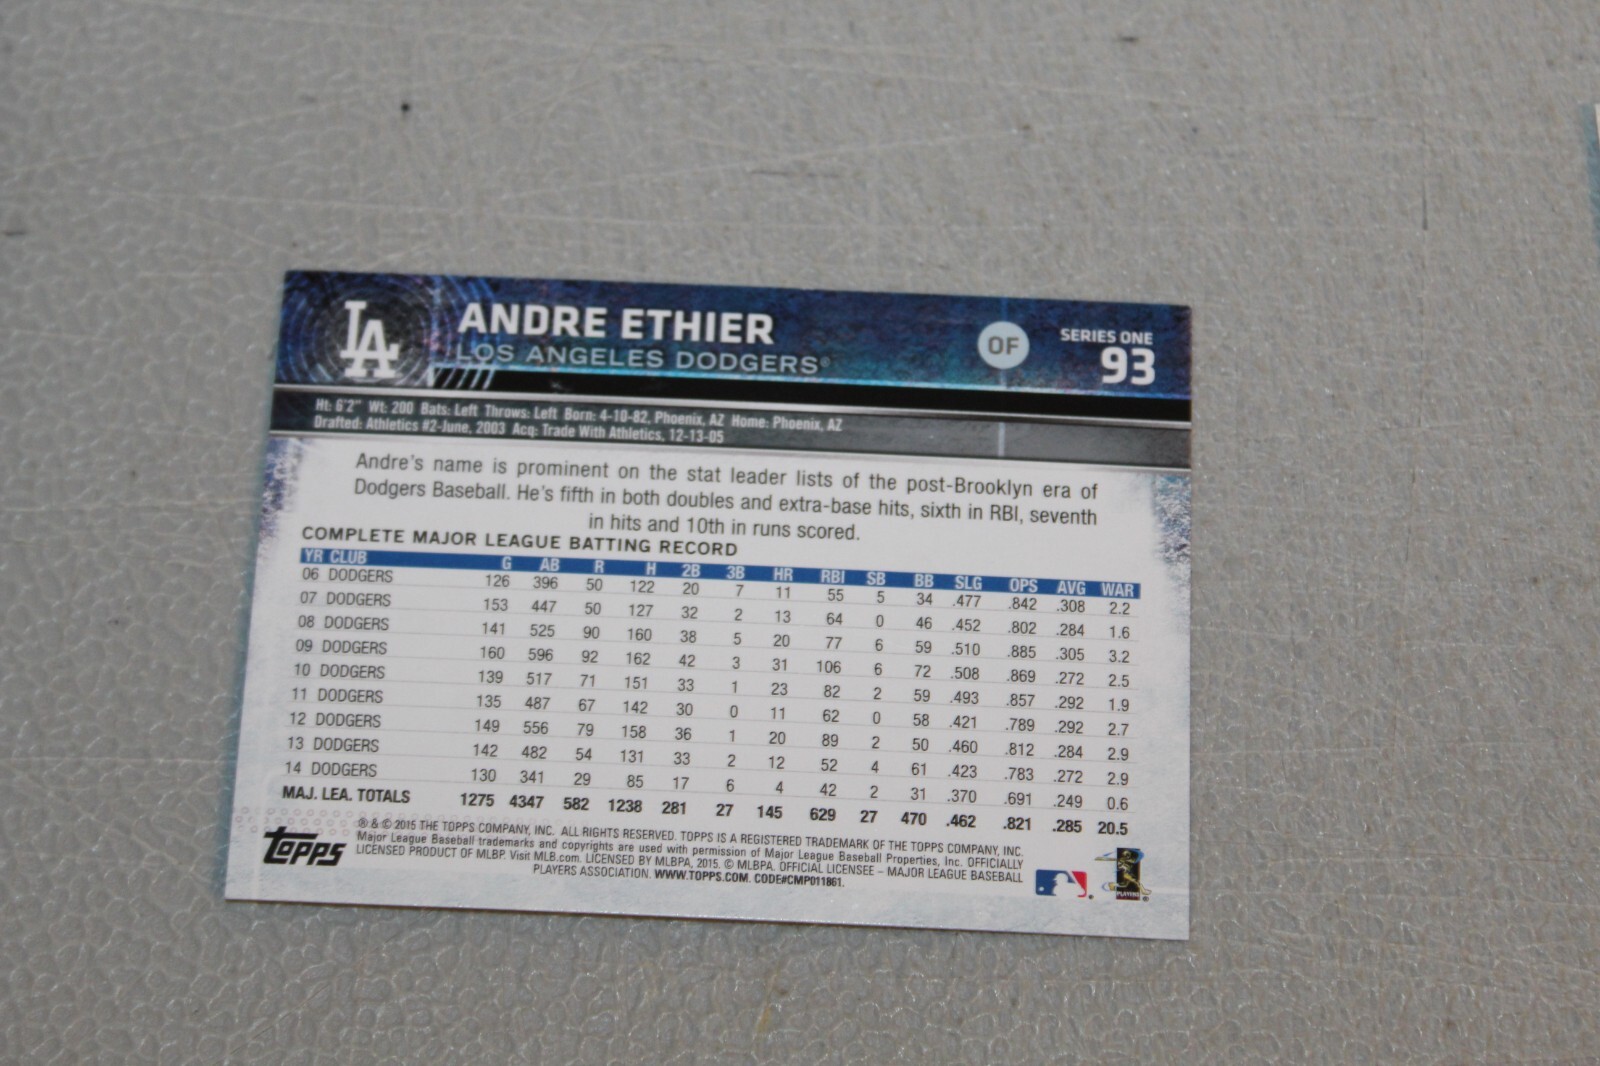 LA
ANDRE ETHIER
LOS ANGELES DODGERS®
OF
SERIES ONE
93
Ht: 6'2" Wt: 200 Bats: Left Throws: Left Born: 4-10-82, Phoenix, AZ Home: Phoenix, AZ
Drafted: Athletics #2-June, 2003 Acq: Trade With Athletics, 12-13-05
Andre's name is prominent on the stat leader lists of the post-Brooklyn era of
Dodgers Baseball. He's fifth in both doubles and extra-base hits, sixth in RBI, seventh
in hits and 10th in runs scored.
COMPLETE MAJOR LEAGUE BATTING RECORD
YR CLUB G AB R H 2B 3B HR RBI SB BB SLG OPS AVG WAR
06 DODGERS 126 396 50 122 20 7 11 55 5 34 .477 .842 .308 2.2
07 DODGERS 153 447 50 127 32 2 13 64 0 46 .452 .802 .284 1.6
08 DODGERS 141 525 90 160 38 5 20 77 6 59 .510 .885 .305 3.2
09 DODGERS 160 596 92 162 42 3 31 106 6 72 .508 .869 .272 2.5
10 DODGERS 139 517 71 151 33 1 23 82 2 59 .493 .857 .292 1.9
11 DODGERS 135 487 67 142 30 0 11 62 0 58 .421 .789 .292 2.7
12 DODGERS 149 556 79 158 36 1 20 89 2 50 .460 .812 .284 2.9
13 DODGERS 142 482 54 131 33 2 12 52 4 61 .423 .783 .272 2.9
14 DODGERS 130 341 29 85 17 6 4 42 2 31 .370 .691 .249 0.6
MAJ. LEA. TOTALS 1275 4347 582 1238 281 27 145 629 27 470 .462 .821 .285 20.5
Topps
® & © 2015 THE TOPPS COMPANY, INC. ALL RIGHTS RESERVED. TOPPS IS A REGISTERED TRADEMARK OF THE TOPPS COMPANY, INC.
Major League Baseball trademarks and copyrights are used with permission of Major League Baseball Properties, Inc. OFFICIALLY
LICENSED PRODUCT OF MLBP. Visit MLB.com. LICENSED BY MLBPA, 2015. © MLBPA. OFFICIAL LICENSEE – MAJOR LEAGUE BASEBALL
PLAYERS ASSOCIATION. WWW.TOPPS.COM. CODE#CMP011861.
PLAYERS